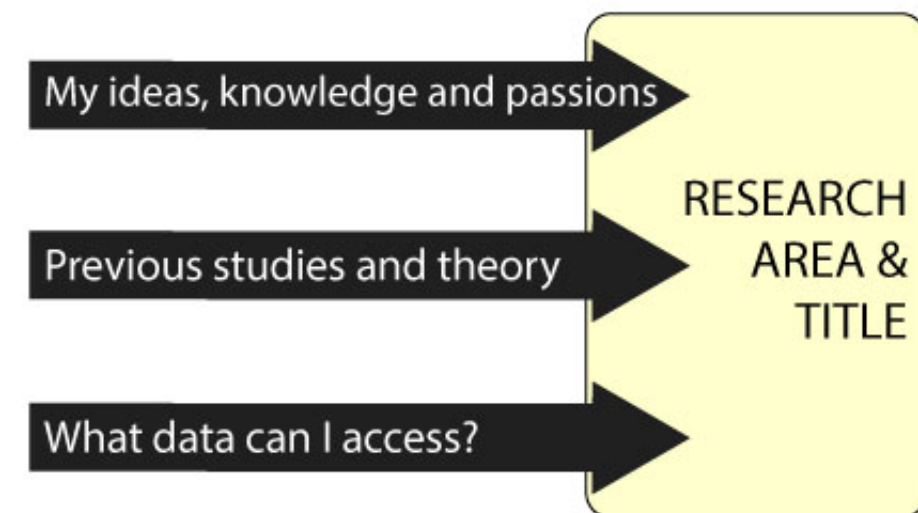 My ideas, knowledge and passions
Previous studies and theory
What data can I access?
RESEARCH
AREA &
TITLE